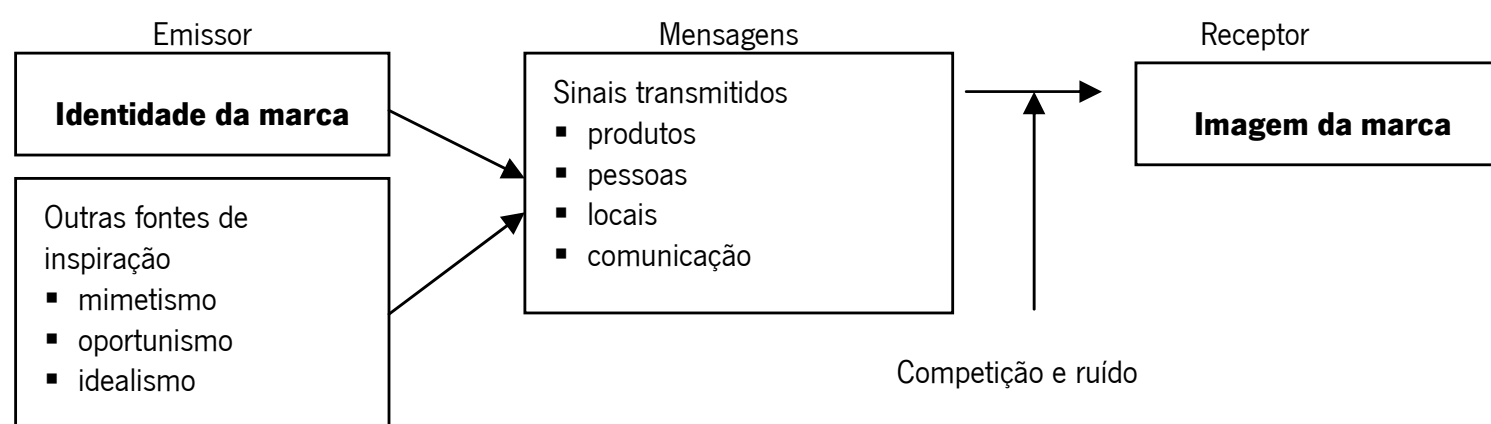 Emissor
Identidade da marca
Outras fontes de
inspiração
▪ mimetismo
▪ oportunismo
▪ idealismo
Mensagens
Sinais transmitidos
▪ produtos
▪ pessoas
▪ locais
▪ comunicação
Competição e ruído
Receptor
Imagem da marca